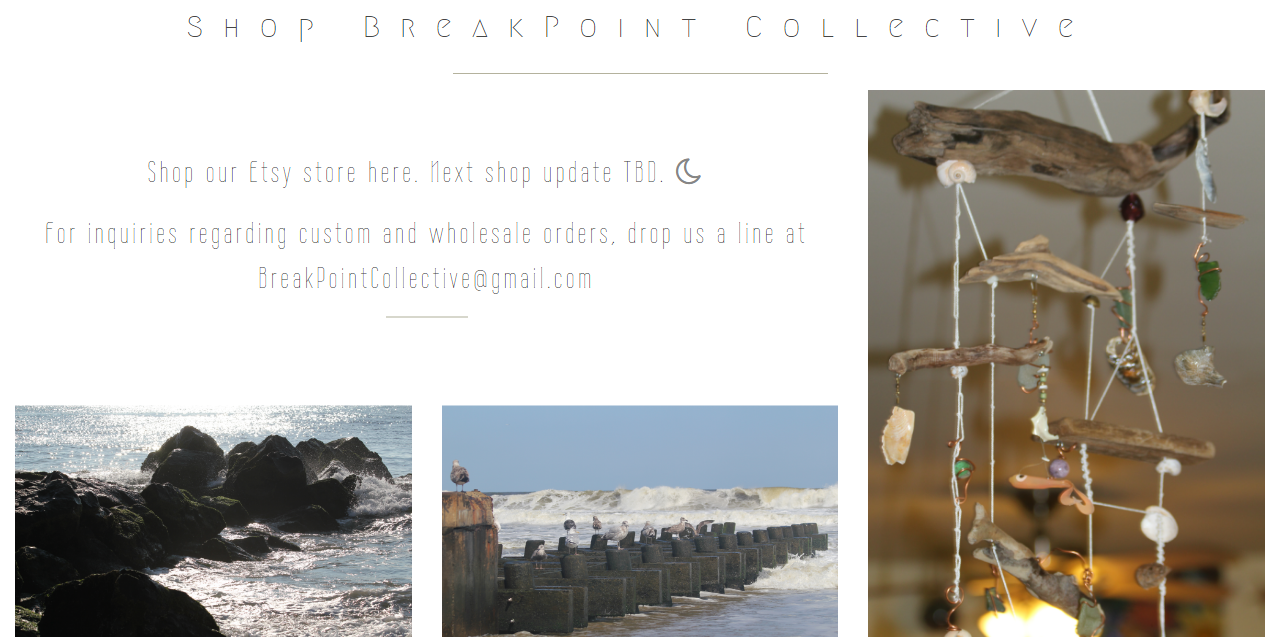 Shop BreakPoint Collective
Shop our Etsy store here. Next shop update TBD.
For inquiries regarding custom and wholesale orders, drop us a line at
BreakPointCollective@gmail.com